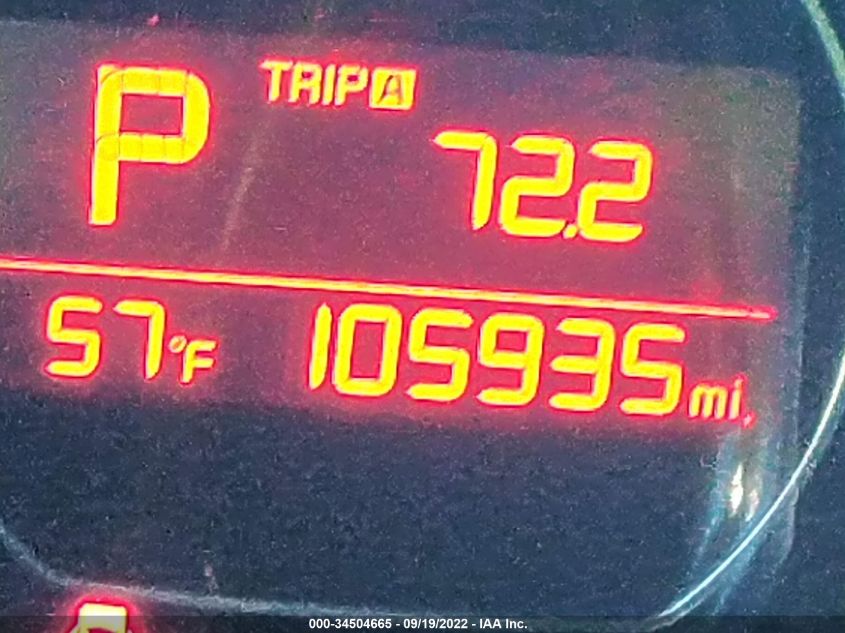 P TRIP A
72.2
57°F 105935 mi.
000-34504665 - 09/19/2022 - IAA Inc.